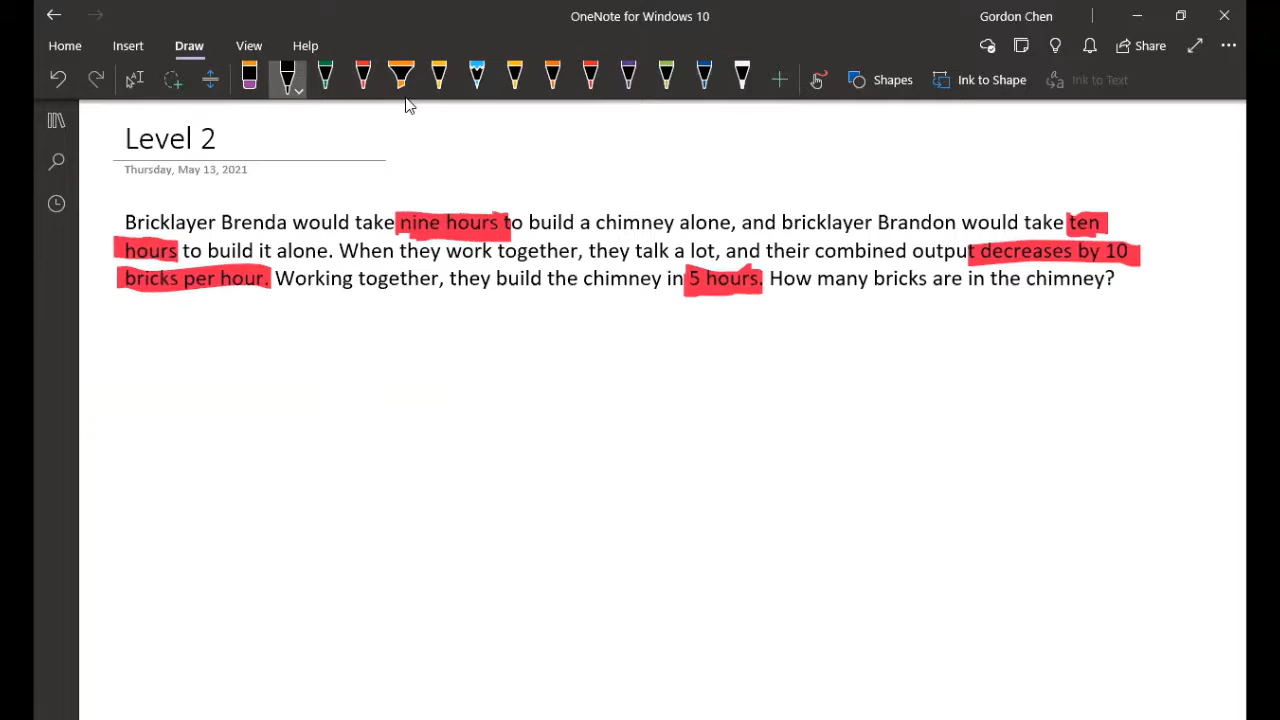 OneNote for Windows 10
Gordon Chen
Home Insert Draw View Help
Share
Shapes Ink to Shape Ink to Text
Level 2
Thursday, May 13, 2021
Bricklayer Brenda would take nine hours to build a chimney alone, and bricklayer Brandon would take ten
hours to build it alone. When they work together, they talk a lot, and their combined output decreases by 10
bricks per hour. Working together, they build the chimney in 5 hours. How many bricks are in the chimney?